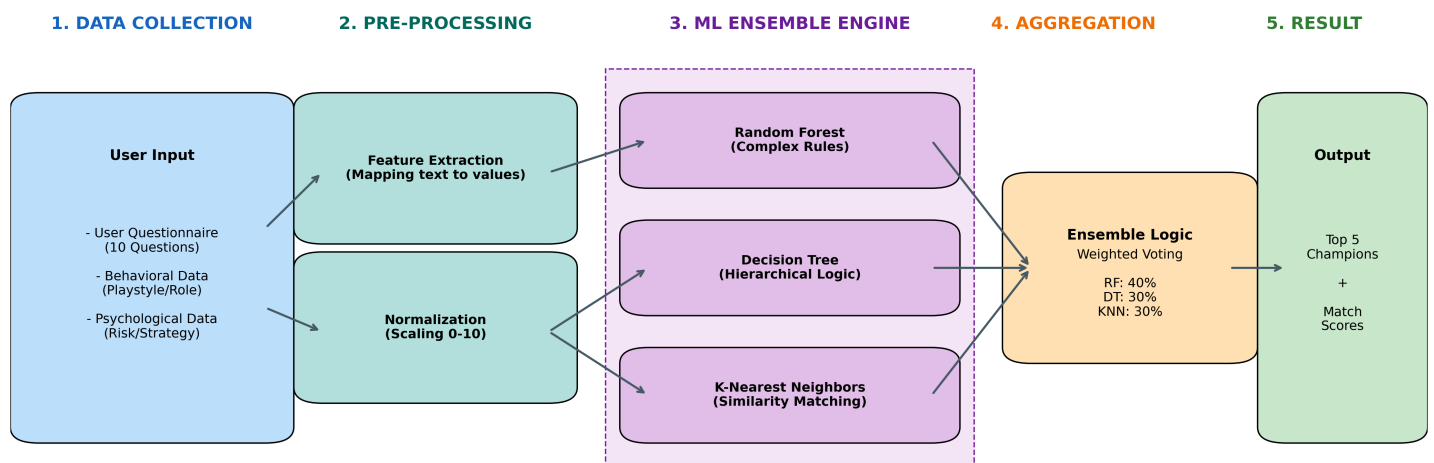 1. DATA COLLECTION
2. PRE-PROCESSING
3. ML ENSEMBLE ENGINE
4. AGGREGATION
5. RESULT
User Input
- User Questionnaire
(10 Questions)
- Behavioral Data
(Playstyle/Role)
- Psychological Data
(Risk/Strategy)
Feature Extraction
(Mapping text to values)
Normalization
(Scaling 0-10)
Random Forest
(Complex Rules)
Decision Tree
(Hierarchical Logic)
K-Nearest Neighbors
(Similarity Matching)
Ensemble Logic
Weighted Voting
RF: 40%
DT: 30%
KNN: 30%
Output
Top 5
Champions
+
Match
Scores